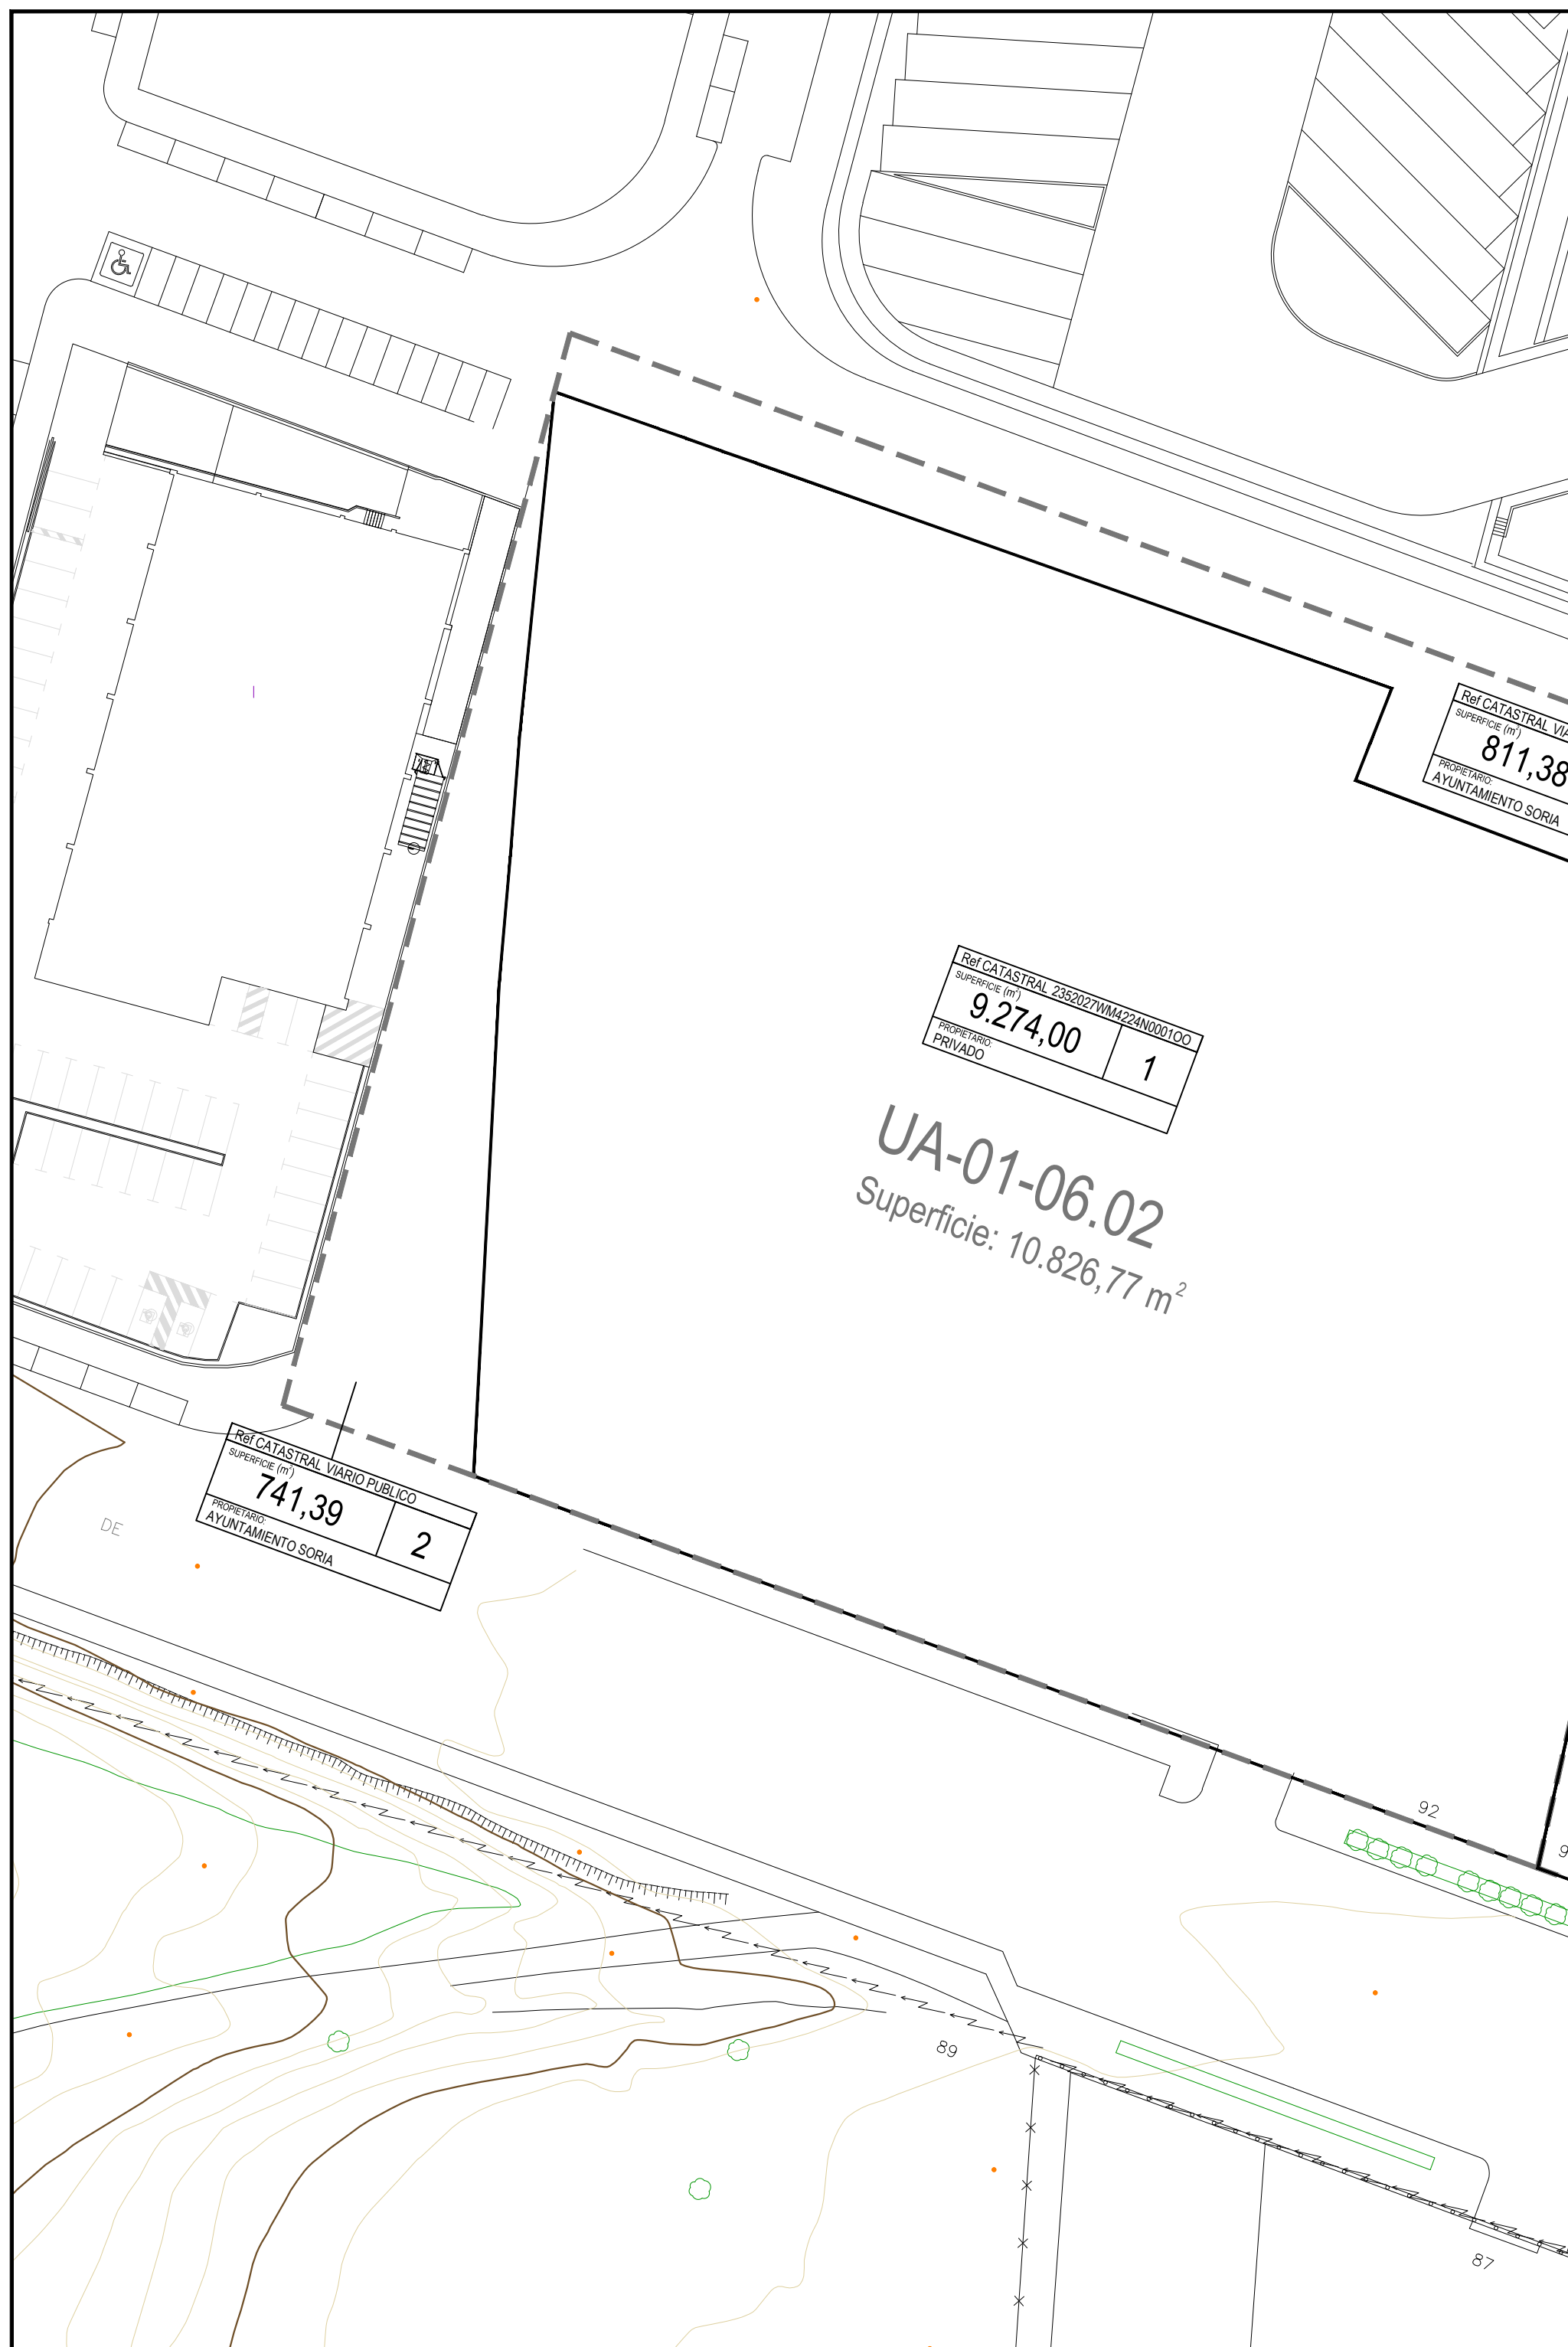 Ref CATASTRAL VIA
SUPERFICIE (m²)
811,38
PROPIETARIO:
AYUNTAMIENTO SORIA
Ref CATASTRAL 2352027WM4224N0001OO
SUPERFICIE (m²)
9.274,00
1
PROPIETARIO:
PRIVADO
UA-01-06.02
Superficie: 10.826,77 m²
Ref CATASTRAL VIARIO PUBLICO
SUPERFICIE (m²)
741,39
2
PROPIETARIO:
AYUNTAMIENTO SORIA
DE
92
9
89
87